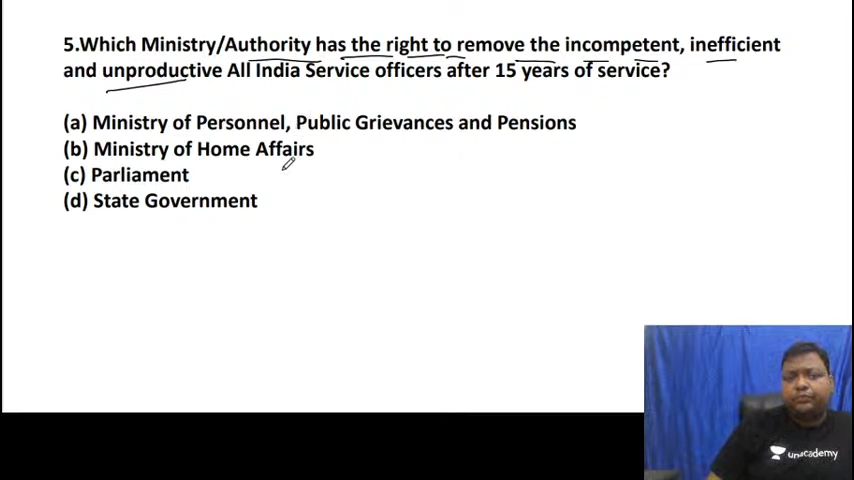 5.Which Ministry/Authority has the right to remove the incompetent, inefficient
and unproductive All India Service officers after 15 years of service?
(a) Ministry of Personnel, Public Grievances and Pensions
(b) Ministry of Home Affairs
(c) Parliament
(d) State Government
unacademy